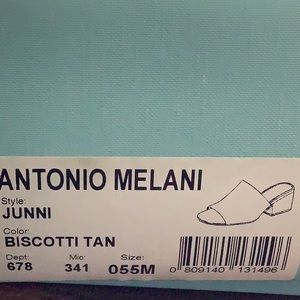 ANTONIO MELANI
Style:
JUNNI
Color:
BISCOTTI TAN
Dept: Mic: Size:
678 341 055M
0 809140 131496